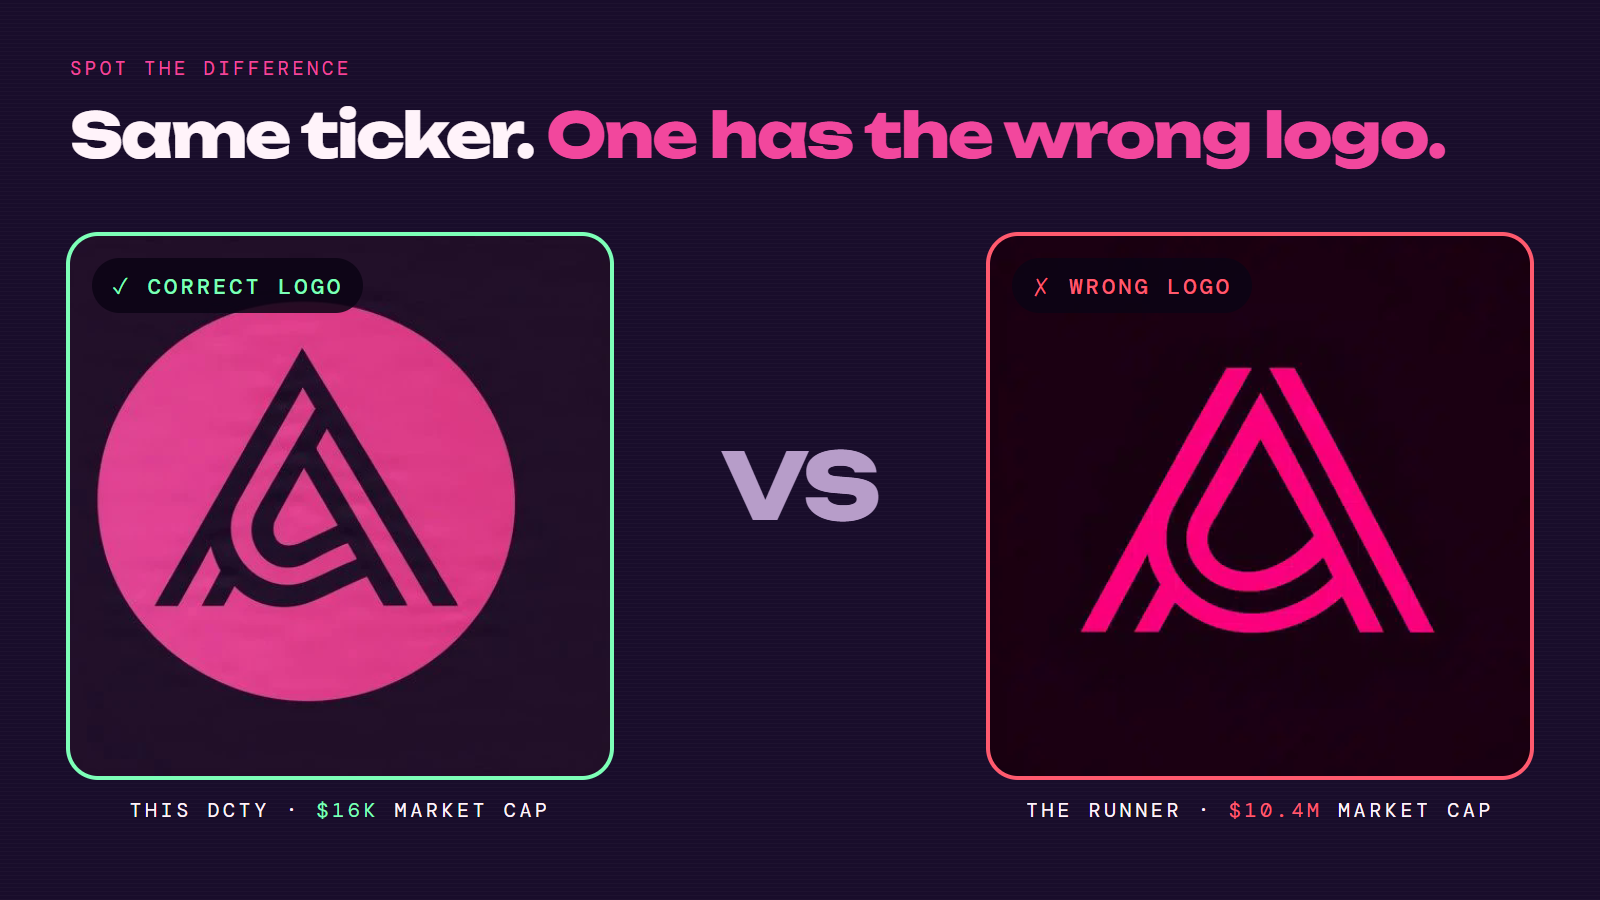 SPOT THE DIFFERENCE
Same ticker. One has the wrong logo.
✓ CORRECT LOGO
✗ WRONG LOGO
VS
THIS DCTY · $16K MARKET CAP
THE RUNNER · $10.4M MARKET CAP